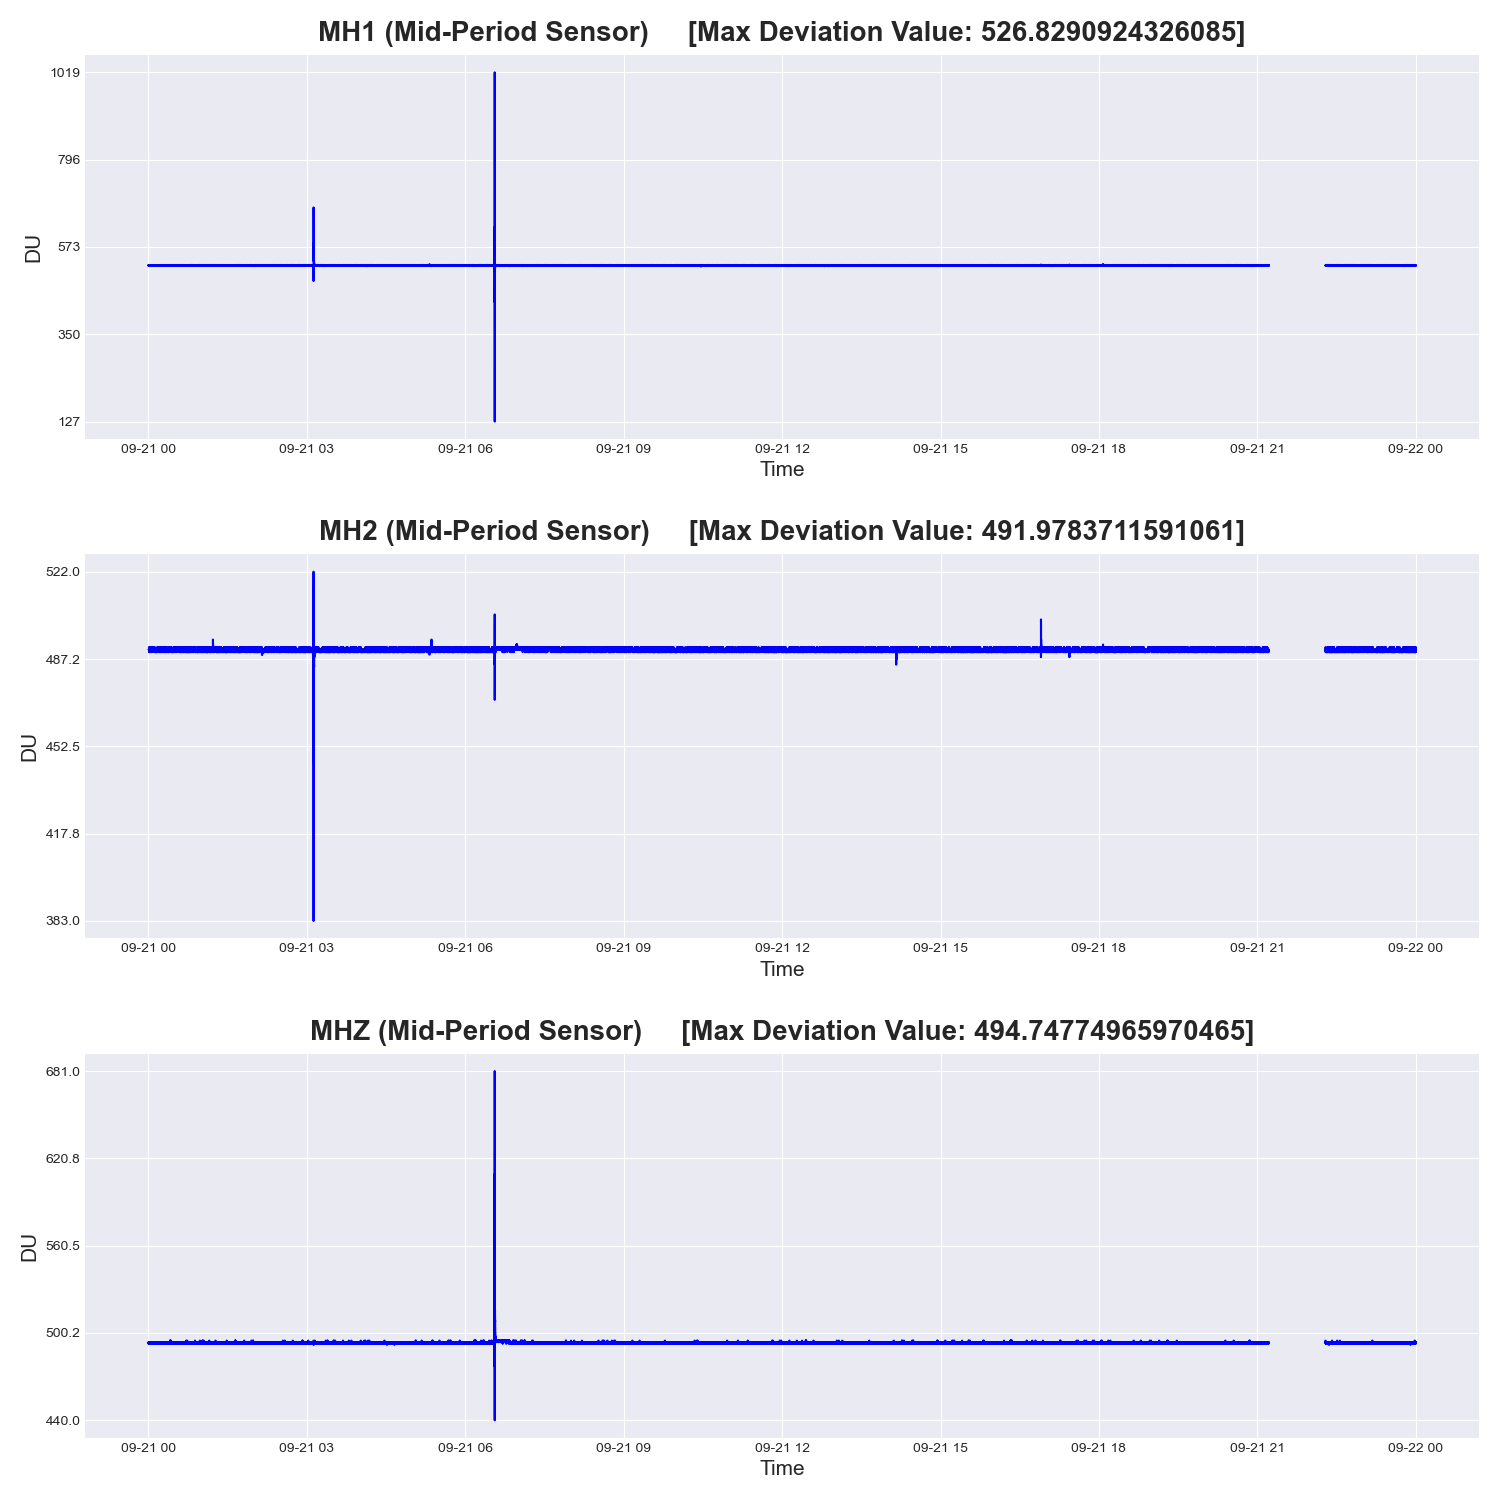 MH1 (Mid-Period Sensor) [Max Deviation Value: 526.8290924326085]
1019
796
573
350
127
DU
09-21 00 09-21 03 09-21 06 09-21 09 09-21 12 09-21 15 09-21 18 09-21 21 09-22 00
Time
MH2 (Mid-Period Sensor) [Max Deviation Value: 491.9783711591061]
522.0
487.2
452.5
417.8
383.0
DU
09-21 00 09-21 03 09-21 06 09-21 09 09-21 12 09-21 15 09-21 18 09-21 21 09-22 00
Time
MHZ (Mid-Period Sensor) [Max Deviation Value: 494.74774965970465]
681.0
620.8
560.5
500.2
440.0
DU
09-21 00 09-21 03 09-21 06 09-21 09 09-21 12 09-21 15 09-21 18 09-21 21 09-22 00
Time